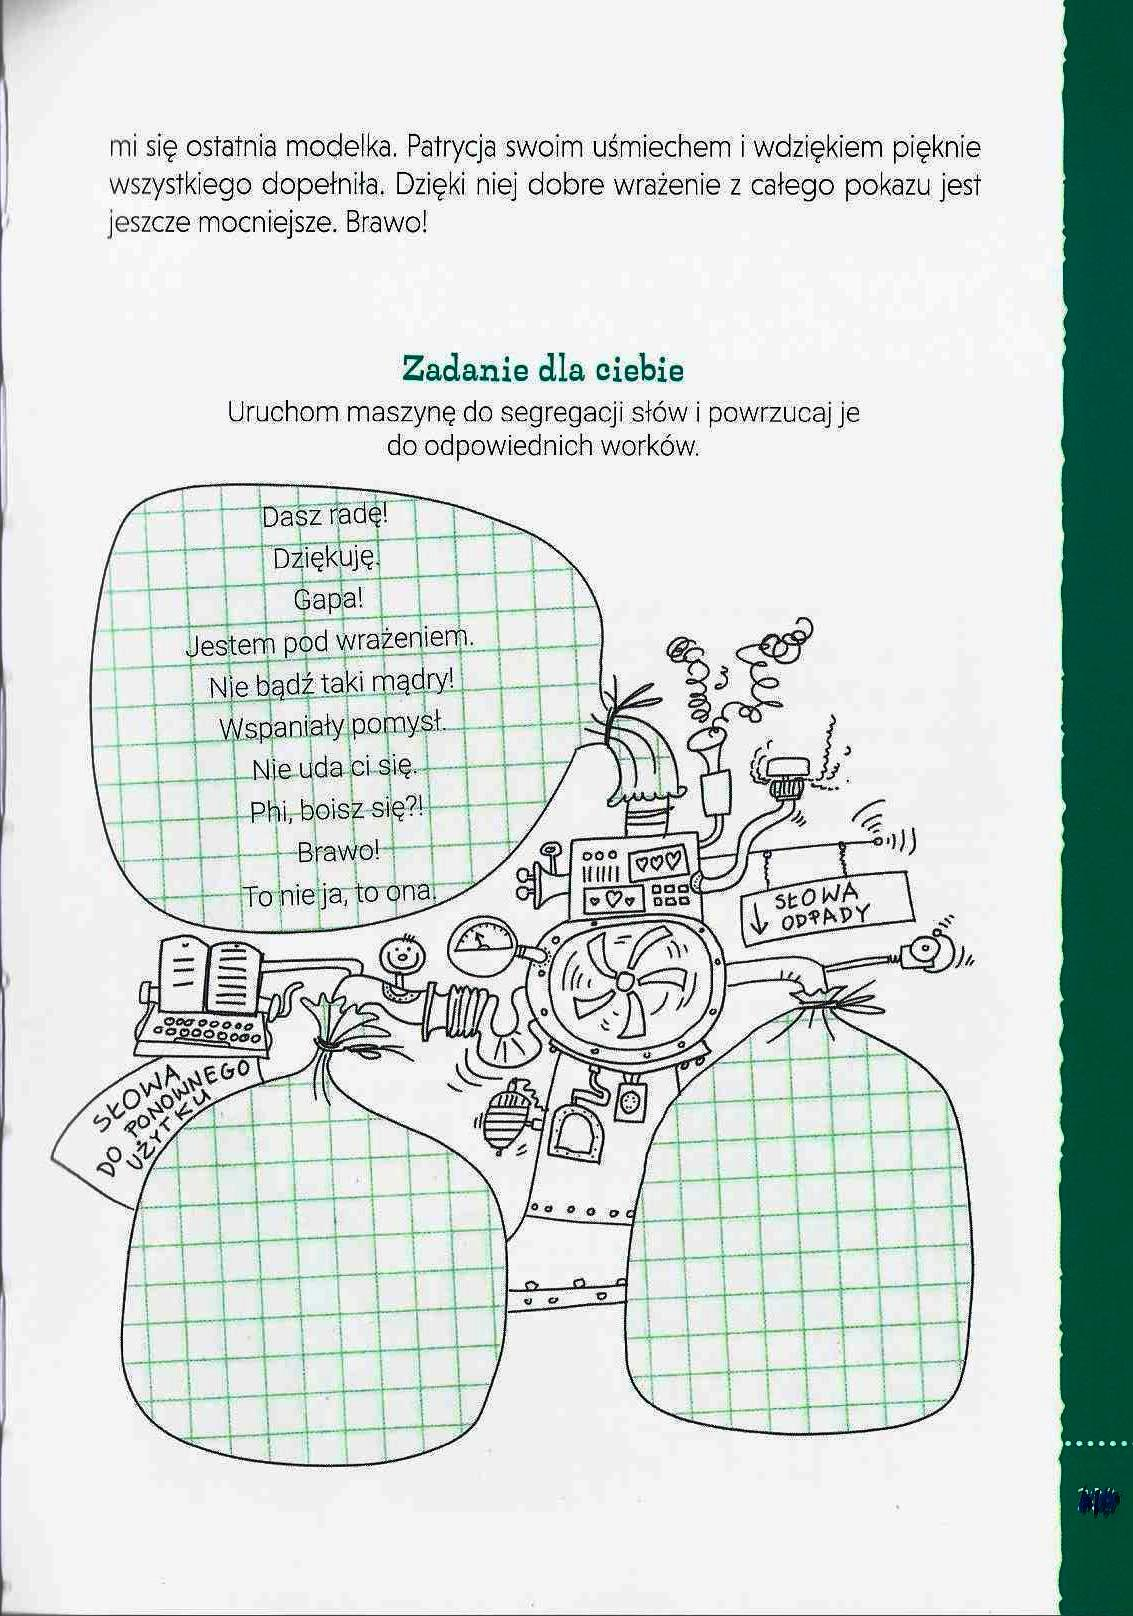 mi się ostatnia modelka. Patrycja swoim uśmiechem i wdziękiem pięknie
wszystkiego dopełniła. Dzięki niej dobre wrażenie z całego pokazu jest
jeszcze mocniejsze. Brawo!
Zadanie dla ciebie
Uruchom maszynę do segregacji słów i powrzucaj je
do odpowiednich worków.
Dasz radę!
Dziękuję.
Gapa!
Jestem pod wrażeniem.
Nie bądź taki mądry!
Wspaniały pomysł.
Nie uda ci się.
Phi, boisz się?!
Brawo!
To nie ja, to ona.
SŁOWA
ODPADY
SŁOWA
DO PONOWNEGO
UŻYTKU